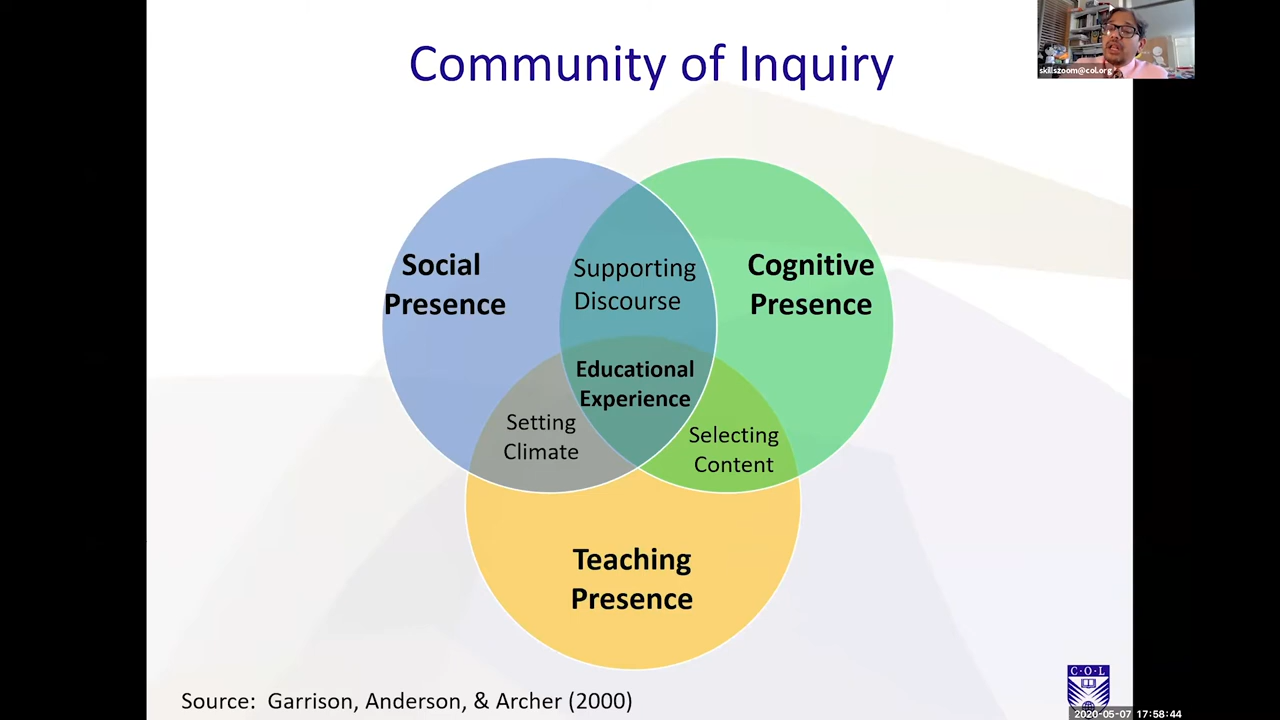 Community of Inquiry
skillszoom@col.org
Social
Presence
Supporting
Discourse
Cognitive
Presence
Educational
Experience
Setting
Climate
Selecting
Content
Teaching
Presence
Source: Garrison, Anderson, & Archer (2000)
C·O·L
2020-05-07 17:58:44